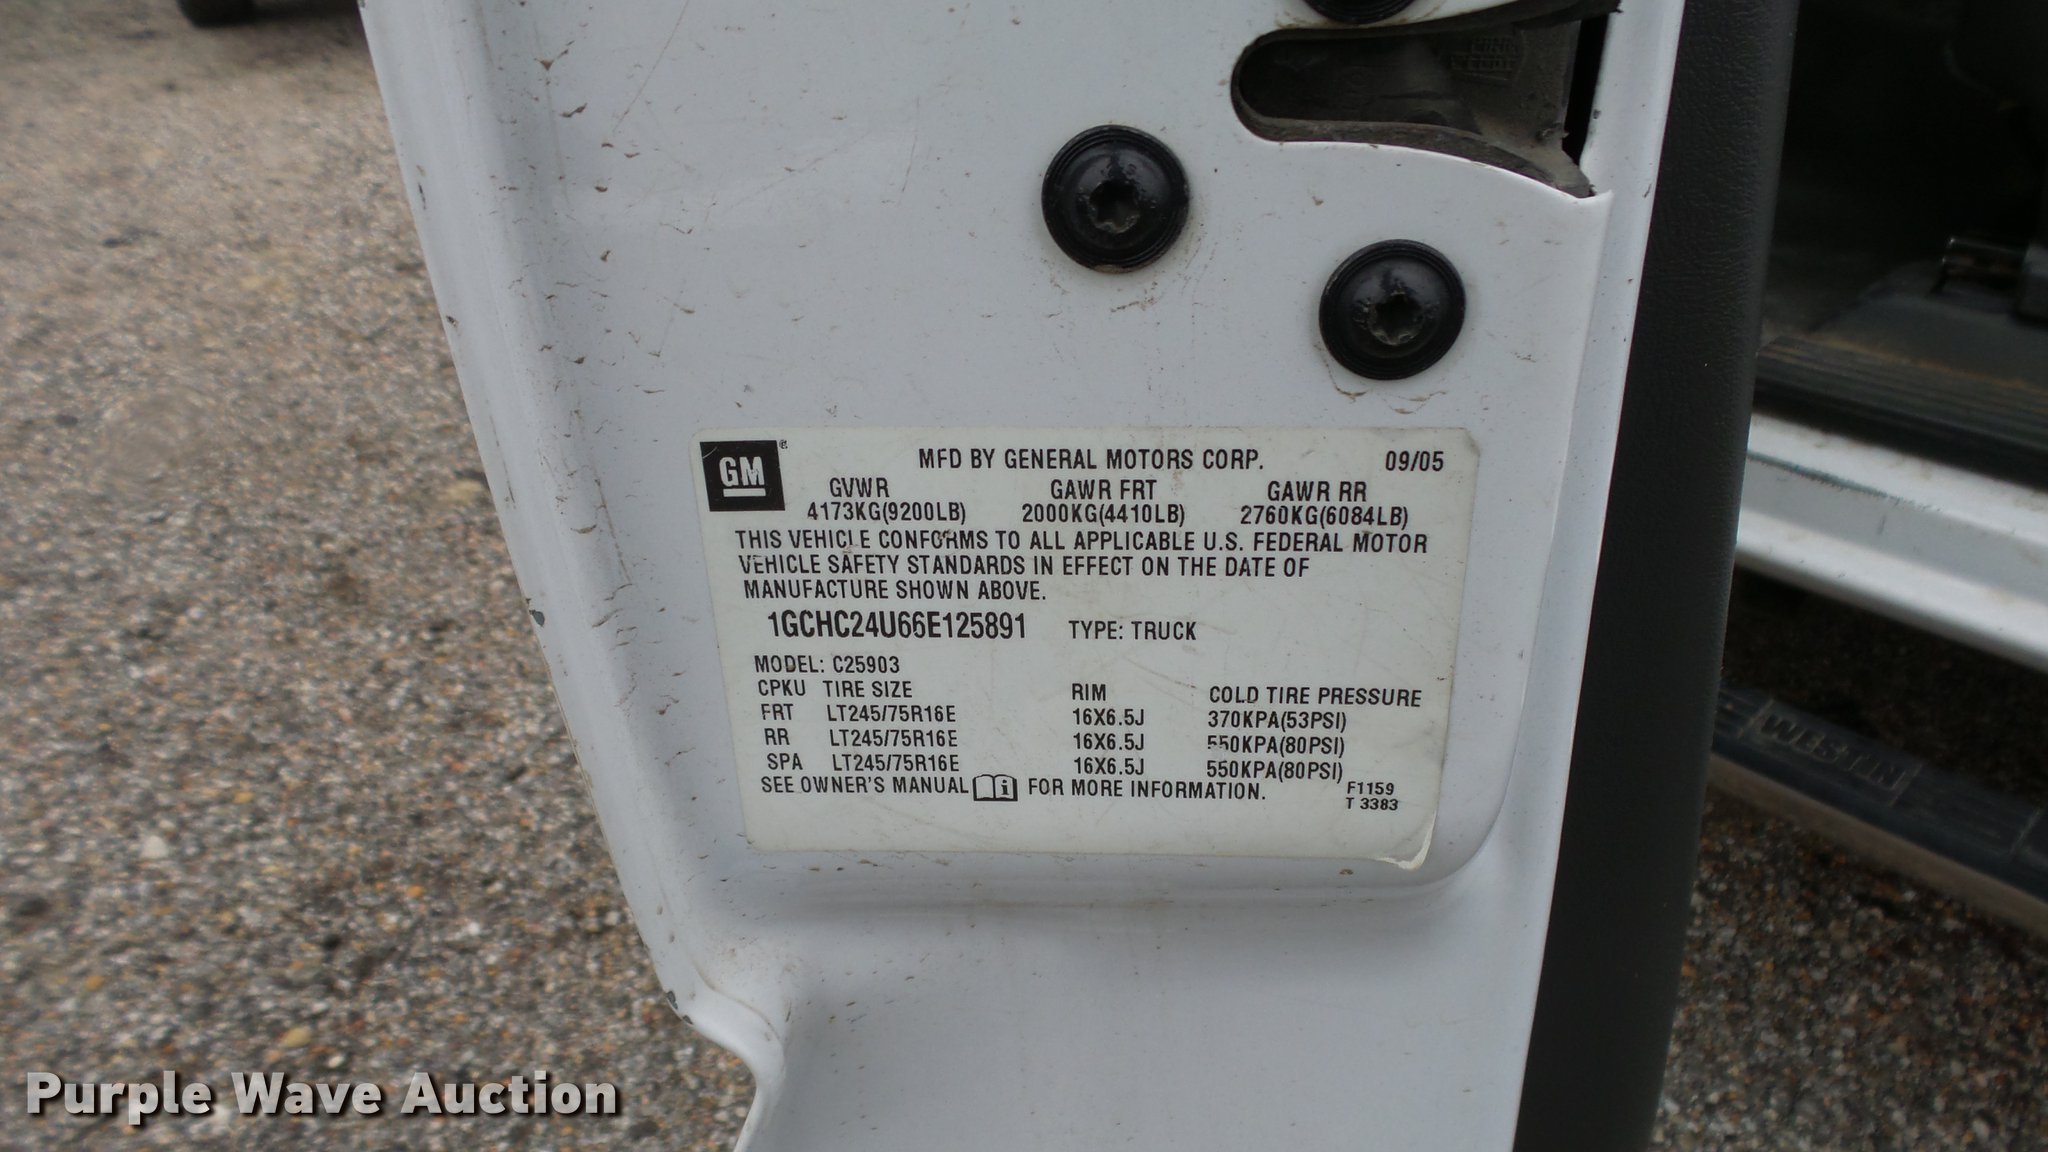 GM ®
MFD BY GENERAL MOTORS CORP. 09/05
GVWR GAWR FRT GAWR RR
4173KG(9200LB) 2000KG(4410LB) 2760KG(6084LB)
THIS VEHICLE CONFORMS TO ALL APPLICABLE U.S. FEDERAL MOTOR
VEHICLE SAFETY STANDARDS IN EFFECT ON THE DATE OF
MANUFACTURE SHOWN ABOVE.
1GCHC24U66E125891 TYPE: TRUCK
MODEL: C25903
CPKU TIRE SIZE RIM COLD TIRE PRESSURE
FRT LT245/75R16E 16X6.5J 370KPA(53PSI)
RR LT245/75R16E 16X6.5J 550KPA(80PSI)
SPA LT245/75R16E 16X6.5J 550KPA(80PSI)
SEE OWNER'S MANUAL i FOR MORE INFORMATION. F1159
T 3383
WESTIN
Purple Wave Auction